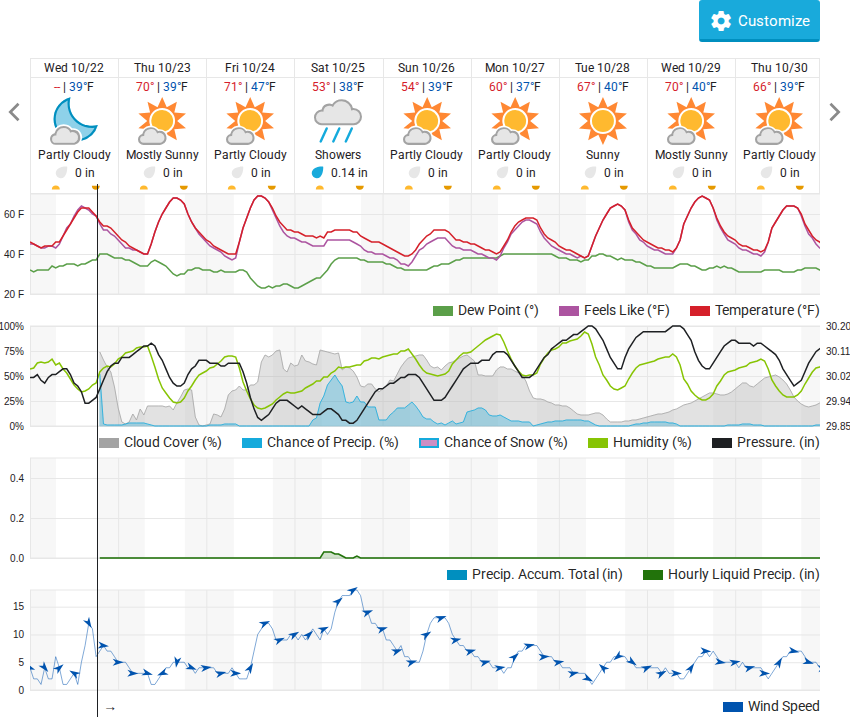 Customize
Wed 10/22 Thu 10/23 Fri 10/24 Sat 10/25 Sun 10/26 Mon 10/27 Tue 10/28 Wed 10/29 Thu 10/30
-- | 39°F 70° | 39°F 71° | 47°F 53° | 38°F 54° | 39°F 60° | 37°F 67° | 40°F 70° | 40°F 66° | 39°F
Partly Cloudy Mostly Sunny Partly Cloudy Showers Partly Cloudy Partly Cloudy Sunny Mostly Sunny Partly Cloudy
0 in 0 in 0 in 0.14 in 0 in 0 in 0 in 0 in 0 in
60 F
40 F
20 F
Dew Point (°) Feels Like (°F) Temperature (°F)
100% 30.20
75% 30.11
50% 30.02
25% 29.94
0% 29.85
Cloud Cover (%) Chance of Precip. (%) Chance of Snow (%) Humidity (%) Pressure. (in)
0.4
0.2
0.0
Precip. Accum. Total (in) Hourly Liquid Precip. (in)
15
10
5
0
→ Wind Speed